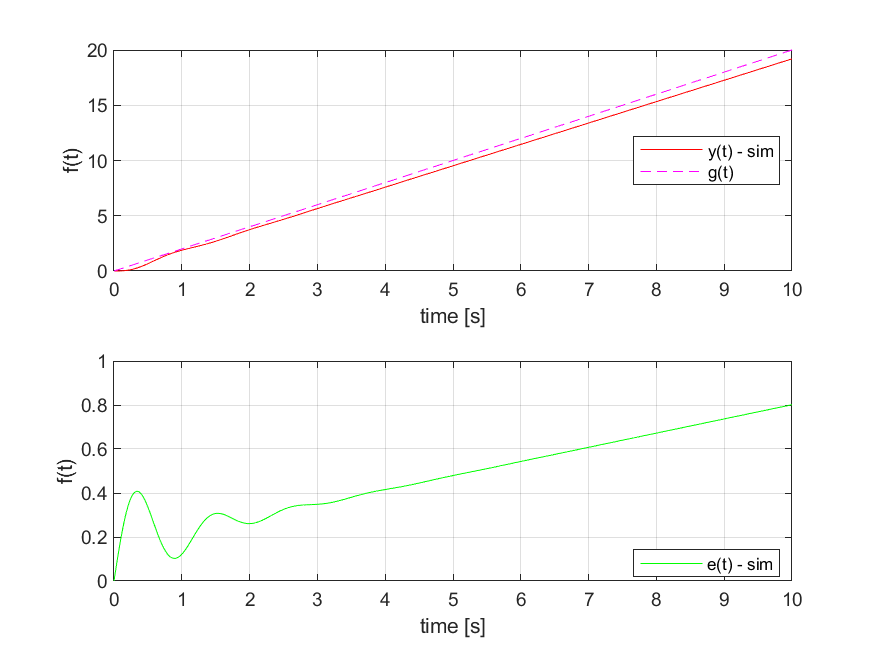 20
15
10
5
0
f(t)
y(t) - sim
g(t)
0 1 2 3 4 5 6 7 8 9 10
time [s]
1
0.8
0.6
0.4
0.2
0
f(t)
e(t) - sim
0 1 2 3 4 5 6 7 8 9 10
time [s]